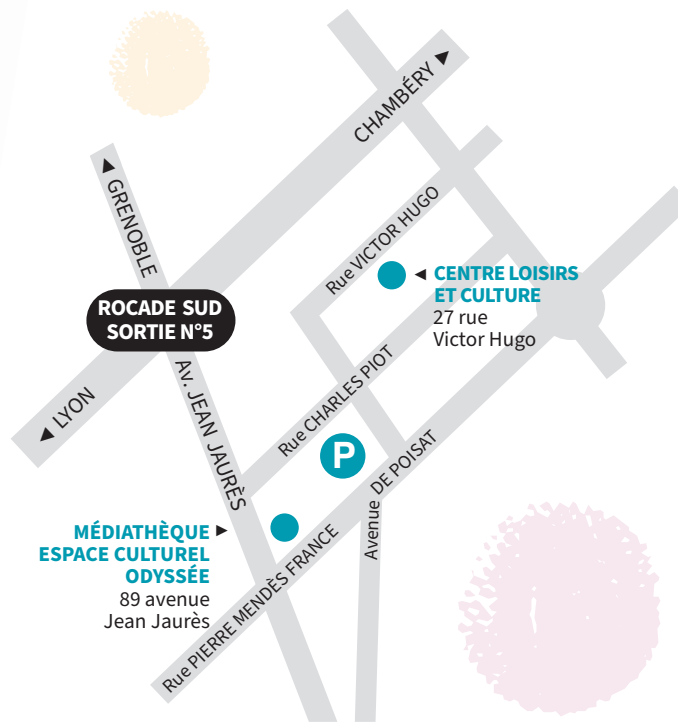 CHAMBÉRY ▲
▲ GRENOBLE
Rue VICTOR HUGO
◄ CENTRE LOISIRS
ET CULTURE
27 rue
Victor Hugo
ROCADE SUD
SORTIE N°5
▲ LYON
Av. JEAN JAURÈS
Rue CHARLES PIOT
P
Avenue DE POISAT
MÉDIATHÈQUE ►
ESPACE CULTUREL
ODYSSÉE
89 avenue
Jean Jaurès
Rue PIERRE MENDÈS FRANCE